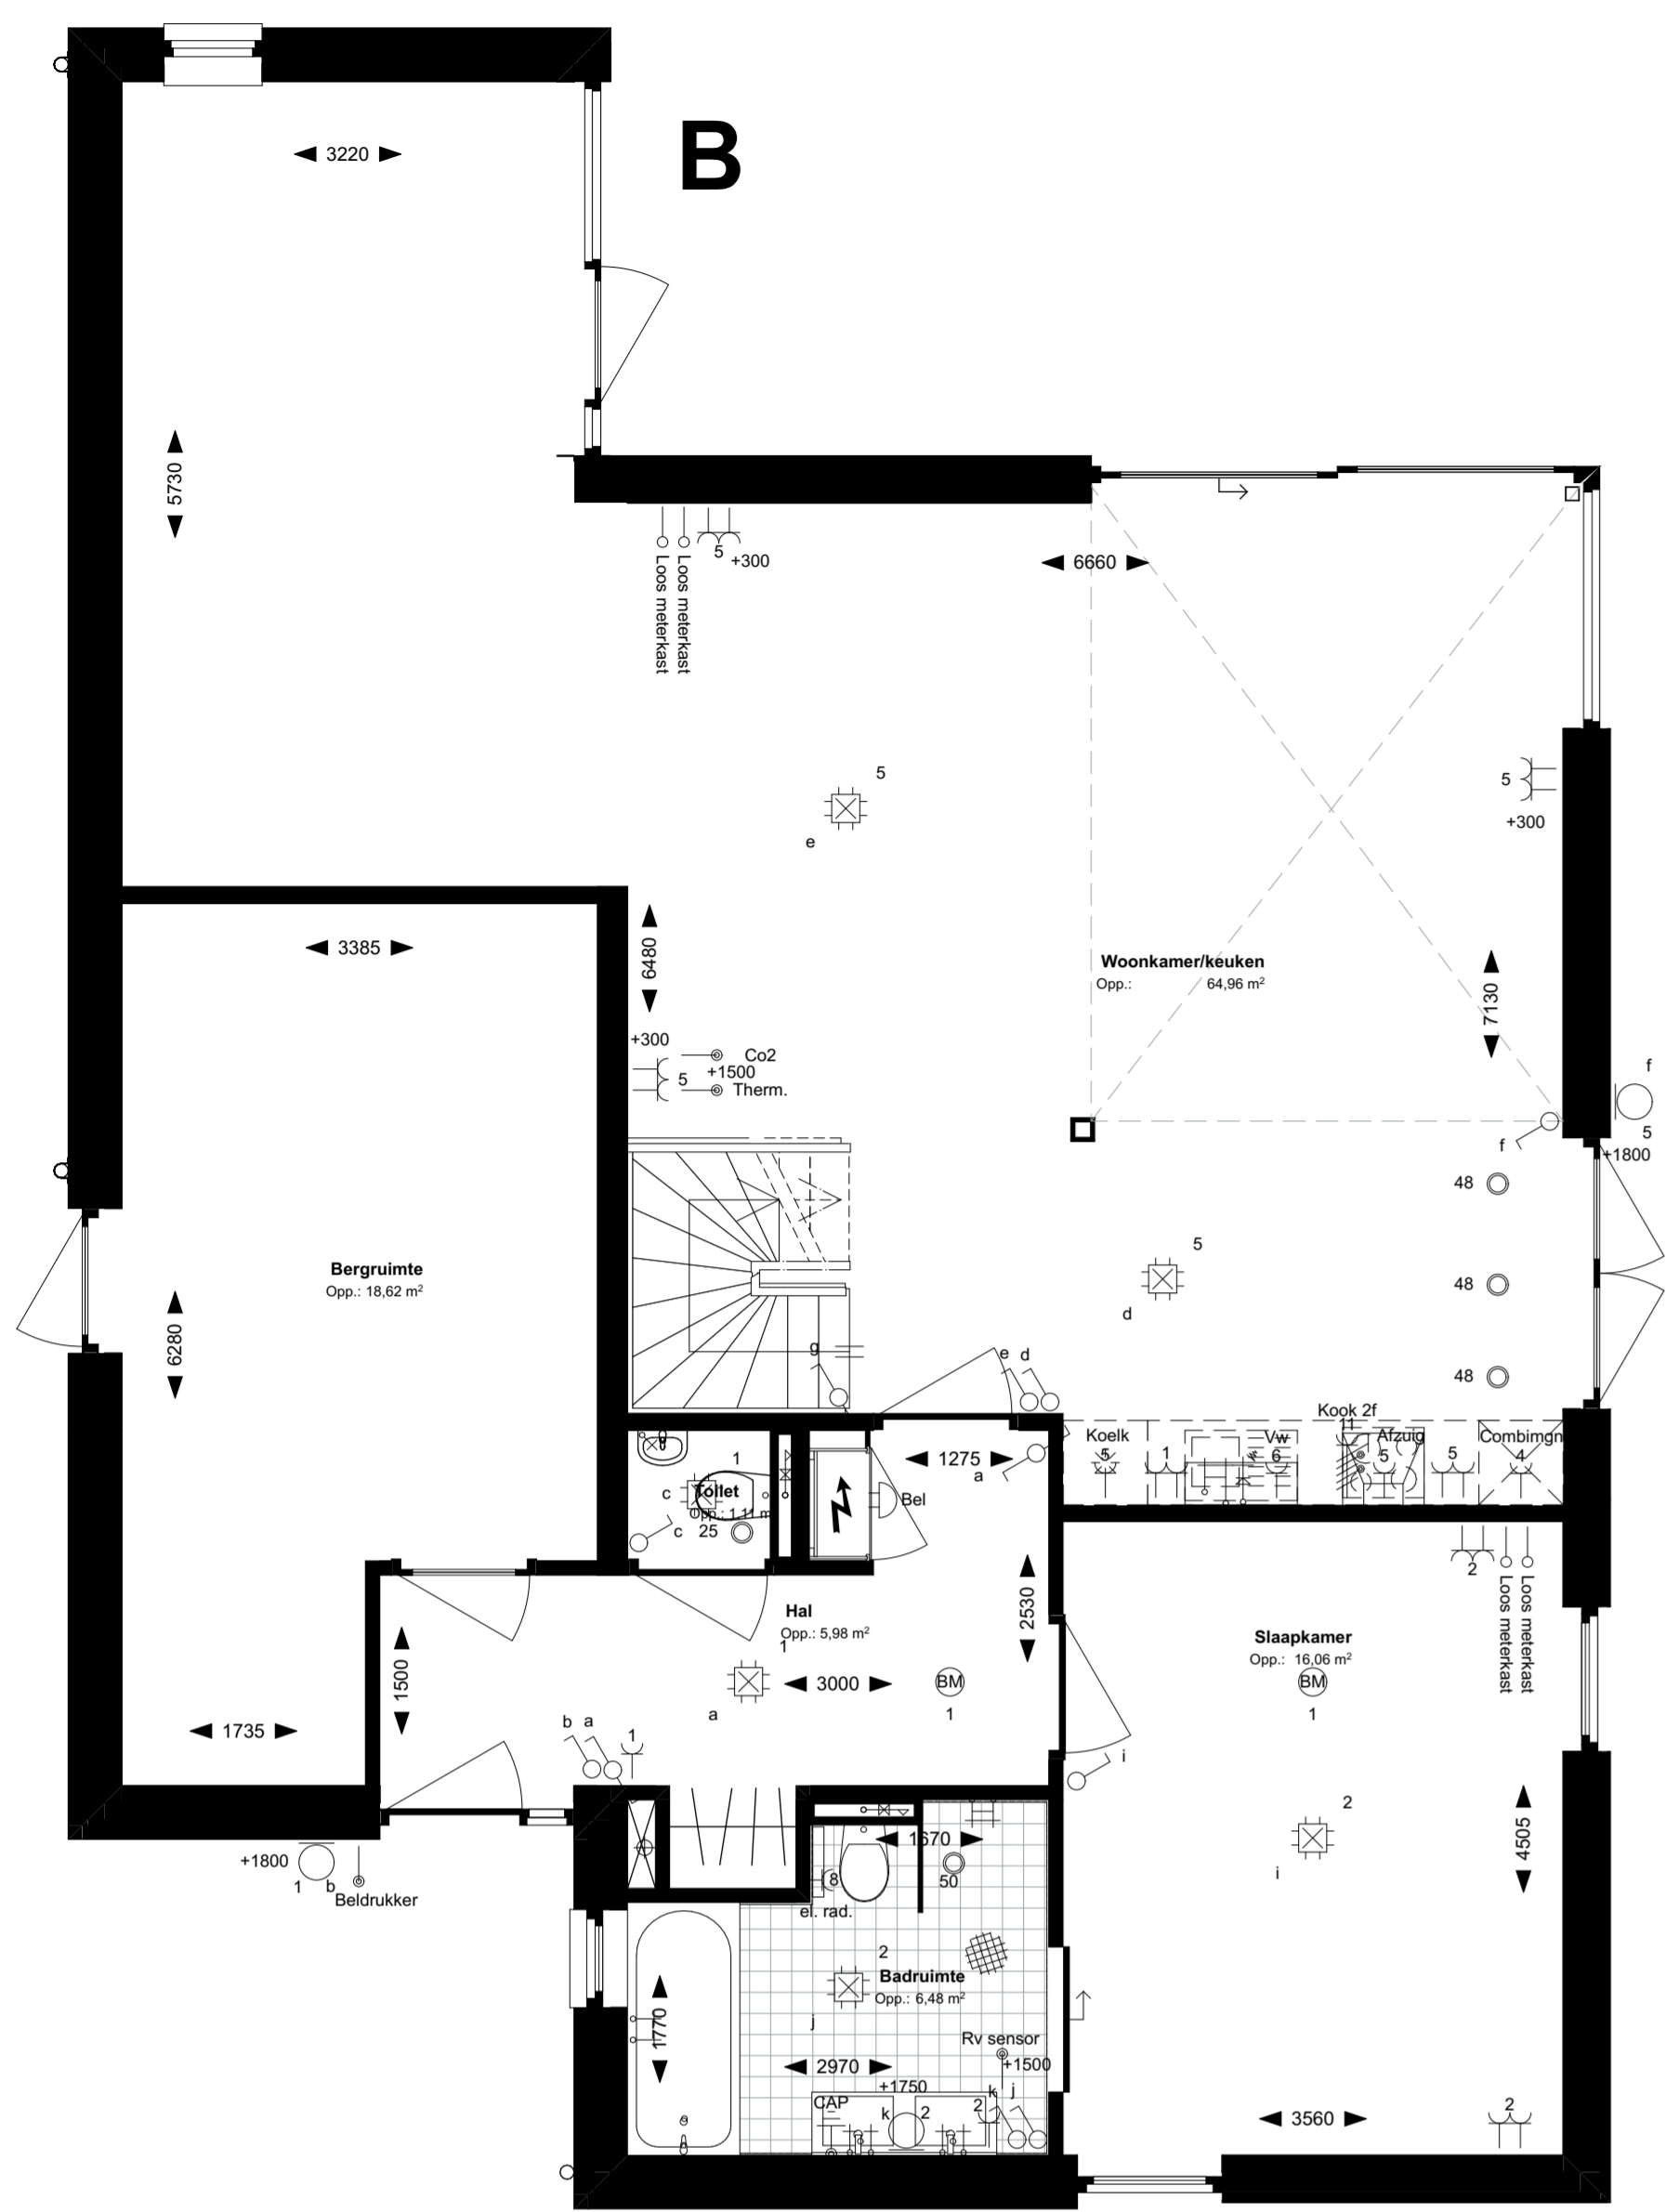 B
3220
5730
6660
5
+300
Loos meterkast
Loos meterkast
5
e
5
+300
3385
6480
Woonkamer/keuken
Opp.: 64,96 m²
7130
+300
5
Co2
+1500
Therm.
f
5
+1800
f
48
48
48
5
d
Bergruimte
Opp.: 18,62 m²
6280
g
e d
Kook 2f
11
Koelk
5
1
Vw
6
Afzuig
5
5
Combimgn
4
1275
a
Bel
1
c
Toilet
Opp.: 1,11 m
c 25
2
Loos meterkast
Loos meterkast
2530
Hal
Opp.: 5,98 m²
1
Slaapkamer
Opp.: 16,06 m²
1500
3000
BM
1
BM
1
a
1735
b a
1
i
2
i
4505
+1800
1 b
Beldrukker
1670
8
50
el. rad.
2
Badruimte
Opp.: 6,48 m²
j
1770
Rv sensor
+1500
2970
+1750
k j
CAP
k 2
2
3560
2